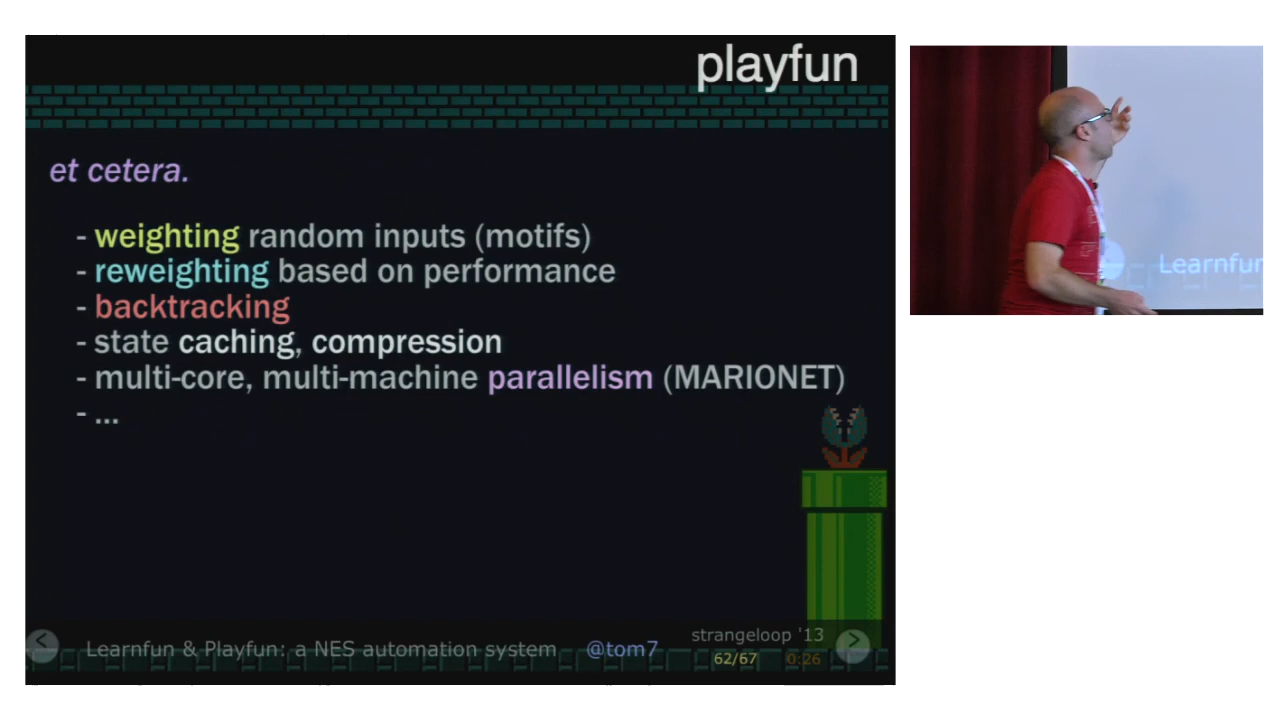 playfun
et cetera.
- weighting random inputs (motifs)
- reweighting based on performance
- backtracking
- state caching, compression
- multi-core, multi-machine parallelism (MARIONET)
- ...
Learnfun & Playfun: a NES automation system @tom7
strangeloop '13
62/67 0:26
Learnfun